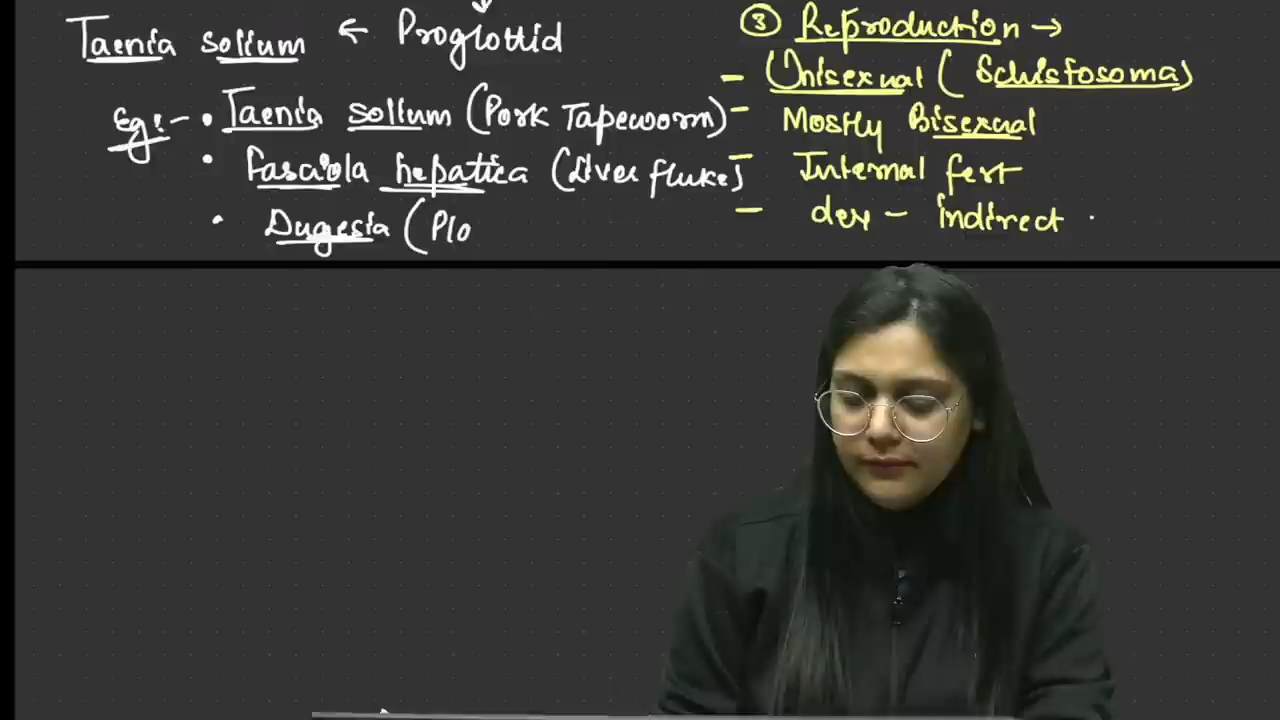 Taenia solium ← Proglottid
Eg:- • Taenia solium (Pork Tapeworm)
• Fasciola hepatica (Liver fluke)
• Dugesia (Pla
③ Reproduction →
- Unisexual (Schistosoma)
- Mostly Bisexual
- Internal fert
- dev - indirect